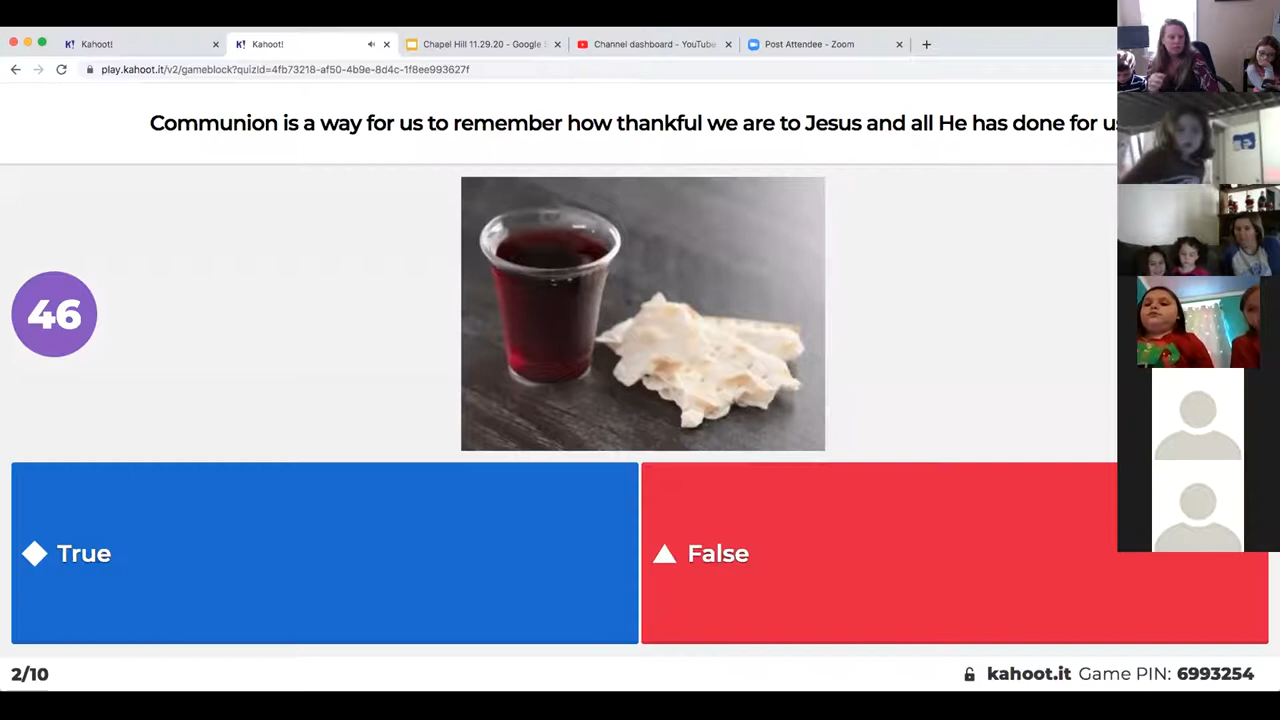 Kahoot!
Kahoot!
Chapel Hill 11.29.20 - Google
Channel dashboard - YouTube
Post Attendee - Zoom
play.kahoot.it/v2/gameblock?quizId=4fb73218-af50-4b9e-8d4c-1f8ee993627f
Communion is a way for us to remember how thankful we are to Jesus and all He has done for
46
True
False
2/10
kahoot.it Game PIN: 6993254